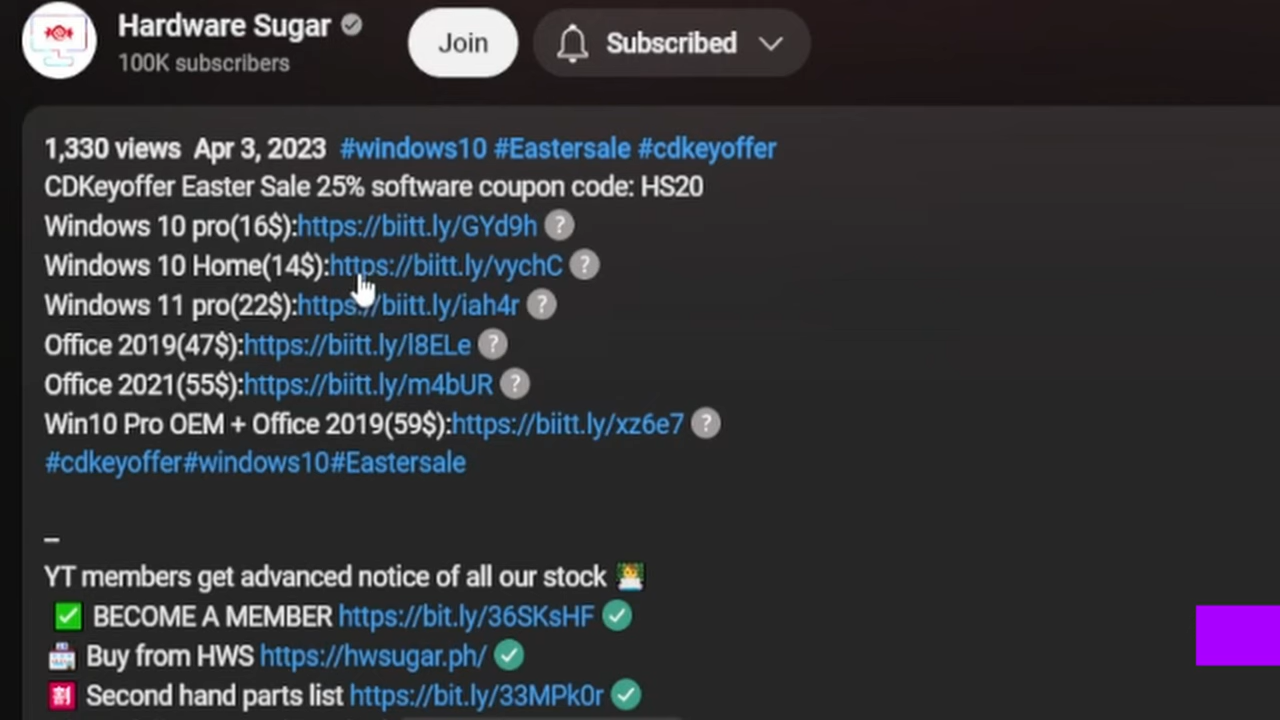 Hardware Sugar
100K subscribers
Join
Subscribed
1,330 views Apr 3, 2023 #windows10 #Eastersale #cdkeyoffer
CDKeyoffer Easter Sale 25% software coupon code: HS20
Windows 10 pro(16$):https://biitt.ly/GYd9h ?
Windows 10 Home(14$):https://biitt.ly/vychC ?
Windows 11 pro(22$):https://biitt.ly/iah4r ?
Office 2019(47$):https://biitt.ly/l8ELe ?
Office 2021(55$):https://biitt.ly/m4bUR ?
Win10 Pro OEM + Office 2019(59$):https://biitt.ly/xz6e7 ?
#cdkeyoffer#windows10#Eastersale
–
YT members get advanced notice of all our stock 🧑‍💻
✅ BECOME A MEMBER https://bit.ly/36SKsHF
🏩 Buy from HWS https://hwsugar.ph/
🈹 Second hand parts list https://bit.ly/33MPk0r